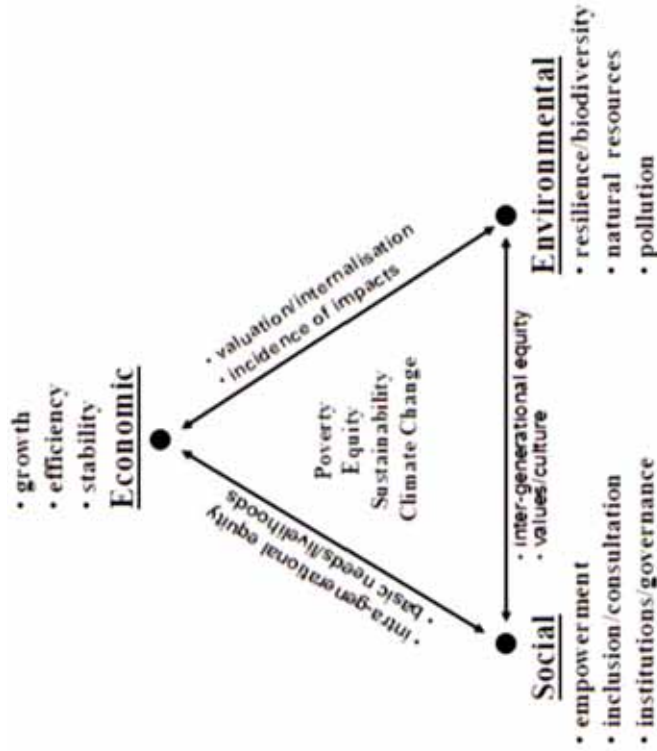 • growth
• efficiency
• stability
Economic
• intra-generational equity
• basic needs/livelihoods
• valuation/internalisation
• incidence of impacts
Poverty
Equity
Sustainability
Climate Change
• inter-generational equity
• values/culture
Social
• empowerment
• inclusion/consultation
• institutions/governance
Environmental
• resilience/biodiversity
• natural resources
• pollution